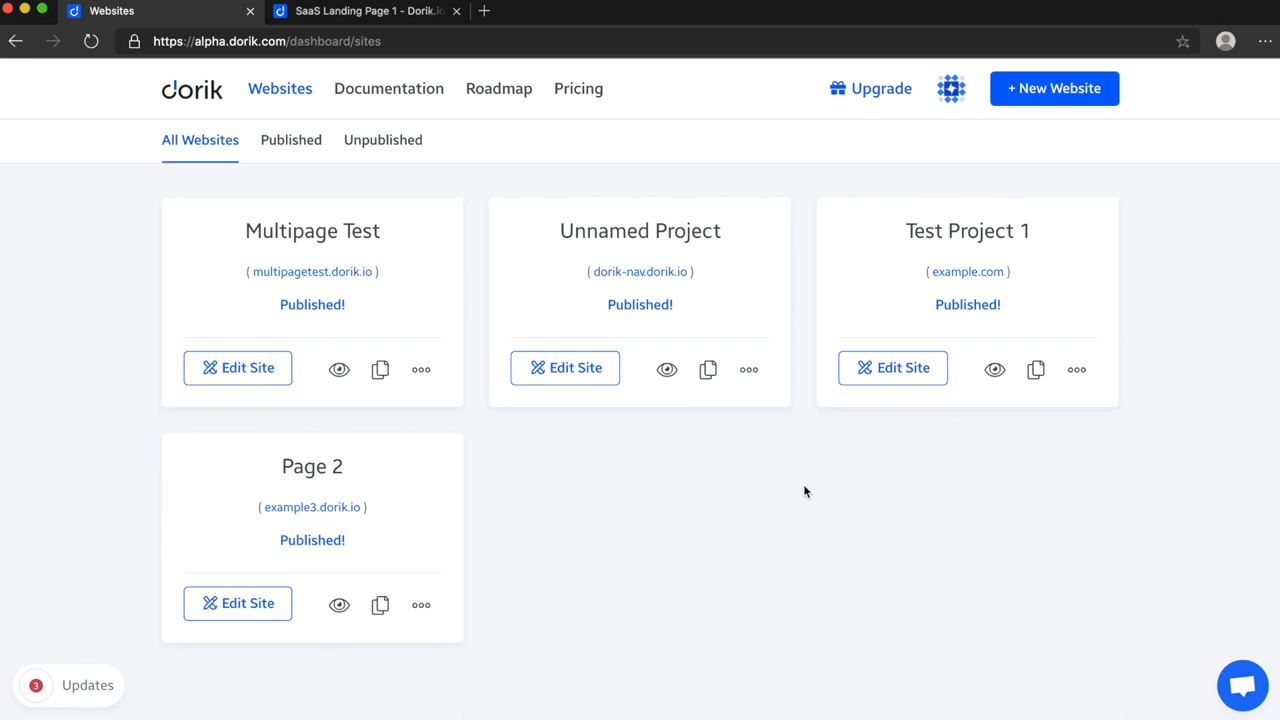 Websites
SaaS Landing Page 1 - Dorik.io
https://alpha.dorik.com/dashboard/sites
dorik
Websites
Documentation
Roadmap
Pricing
Upgrade
+ New Website
All Websites
Published
Unpublished
Multipage Test
( multipagetest.dorik.io )
Published!
Edit Site
Unnamed Project
( dorik-nav.dorik.io )
Published!
Edit Site
Test Project 1
( example.com )
Published!
Edit Site
Page 2
( example3.dorik.io )
Published!
Edit Site
3
Updates